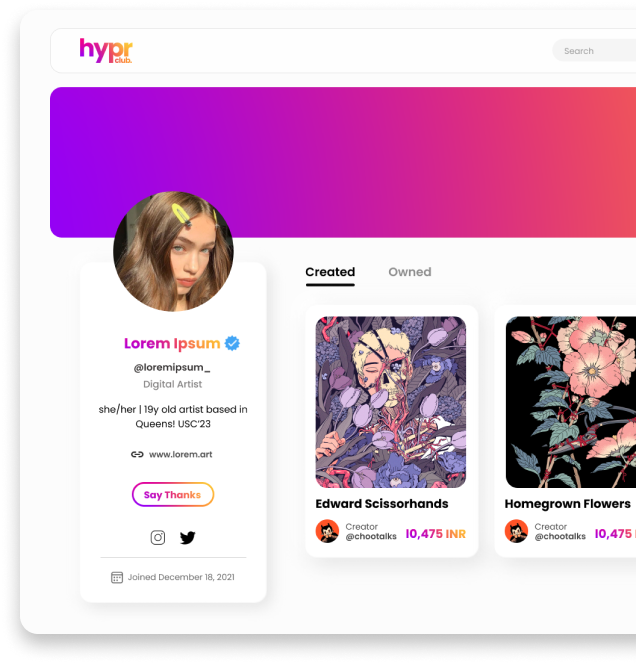 hypr
club.
Search
Created Owned
Lorem Ipsum
@loremipsum_
Digital Artist
she/her | 19y old artist based in
Queens! USC'23
www.lorem.art
Say Thanks
Joined December 18, 2021
Edward Scissorhands
Creator
@chootalks
10,475 INR
Homegrown Flowers
Creator
@chootalks
10,475